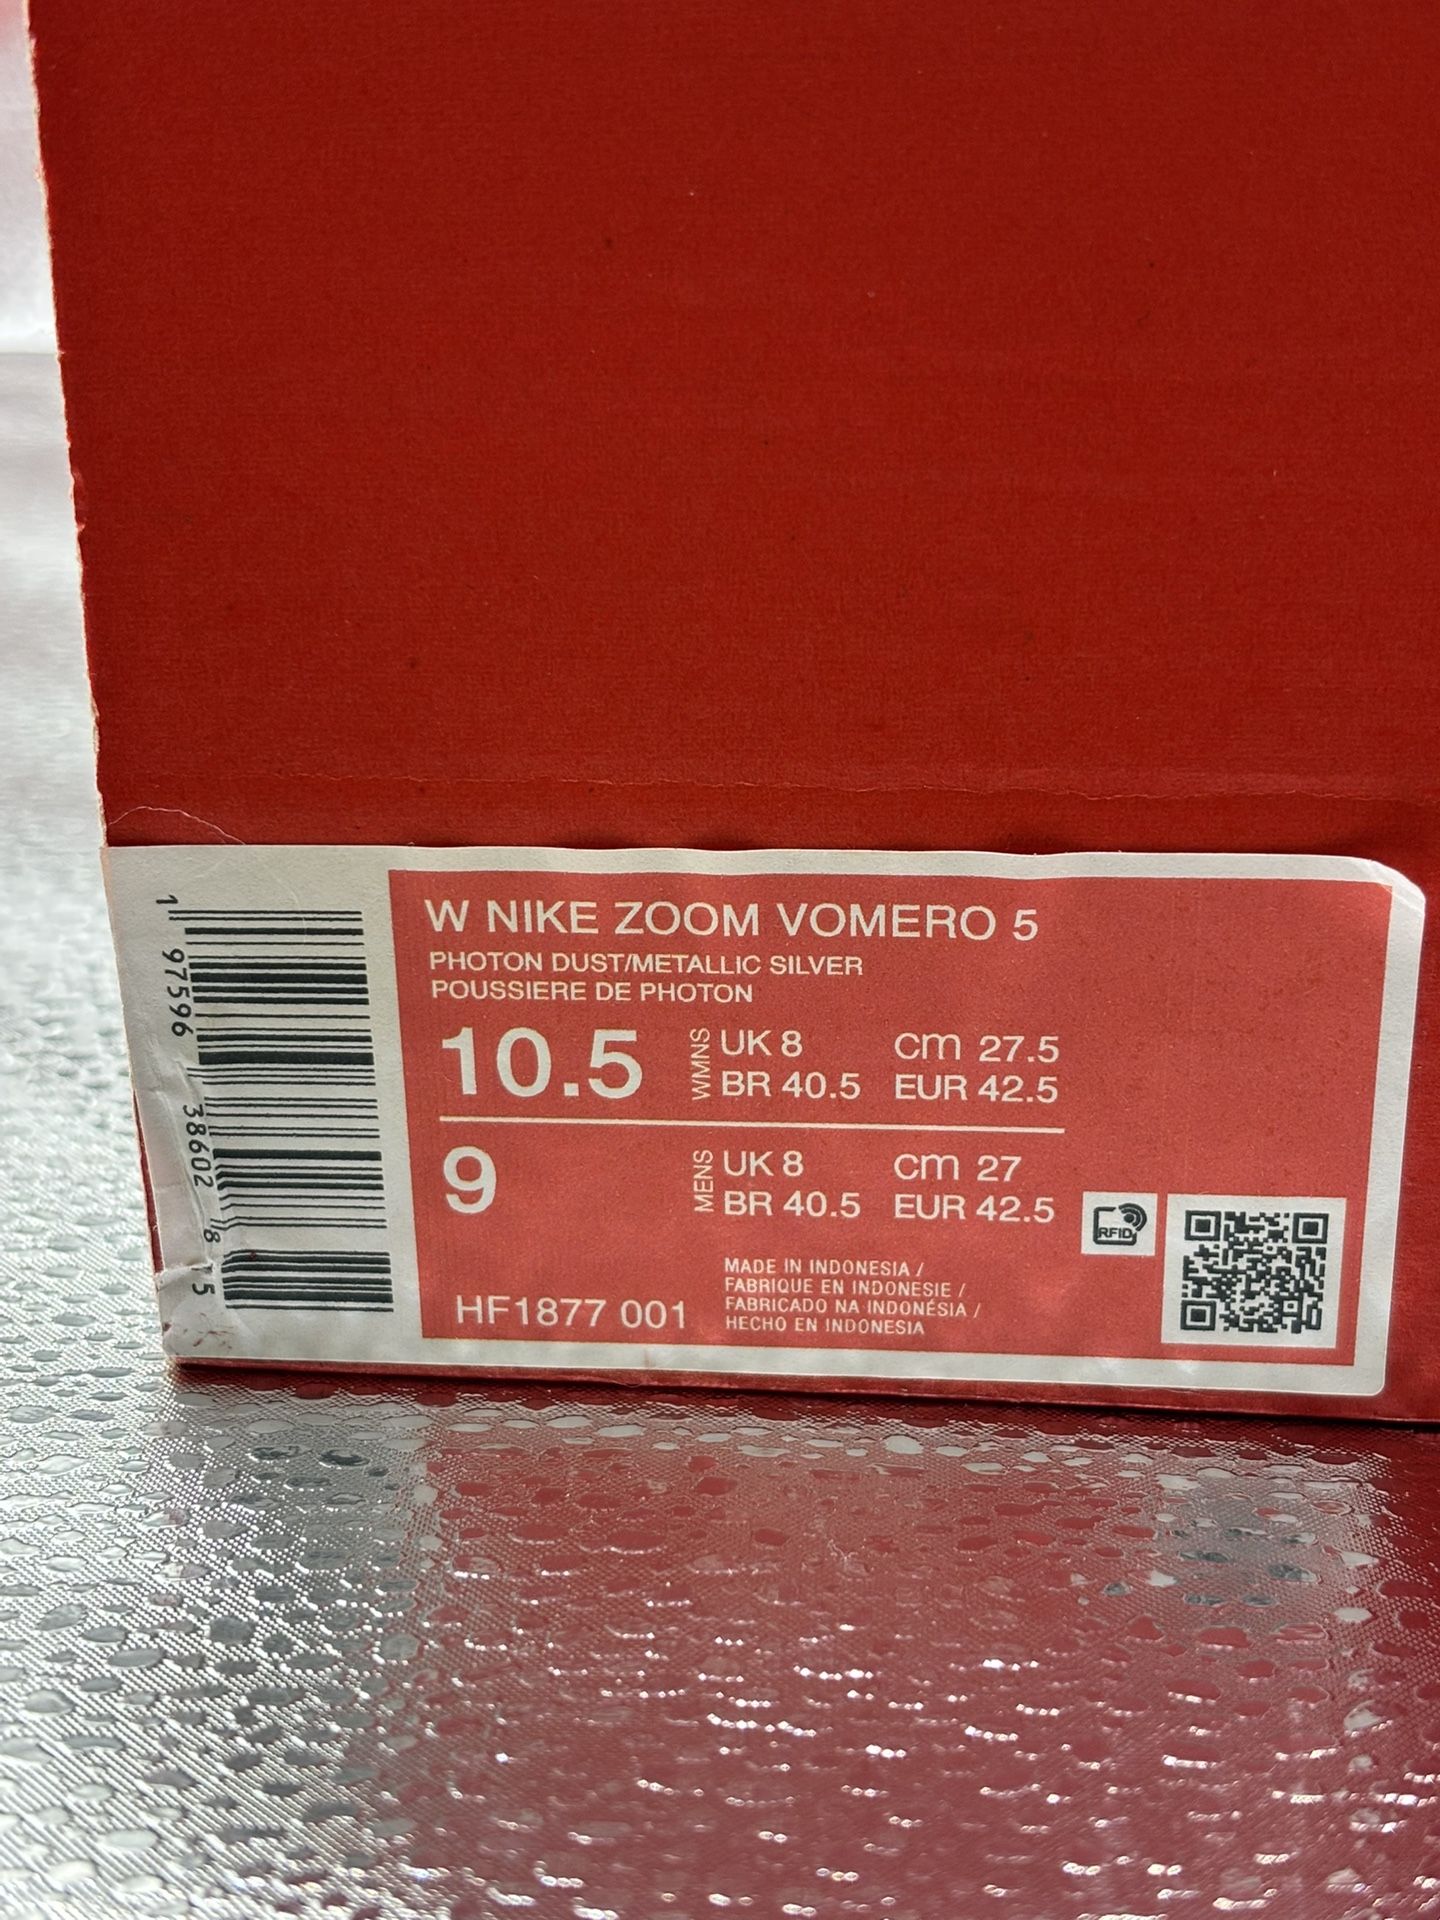 W NIKE ZOOM VOMERO 5
PHOTON DUST/METALLIC SILVER
POUSSIERE DE PHOTON
10.5 WMNS UK 8 CM 27.5
BR 40.5 EUR 42.5
9 MENS UK 8 CM 27
BR 40.5 EUR 42.5
RFID
HF1877 001
MADE IN INDONESIA /
FABRIQUE EN INDONESIE /
FABRICADO NA INDONÉSIA /
HECHO EN INDONESIA
1 97596 38602 8 5